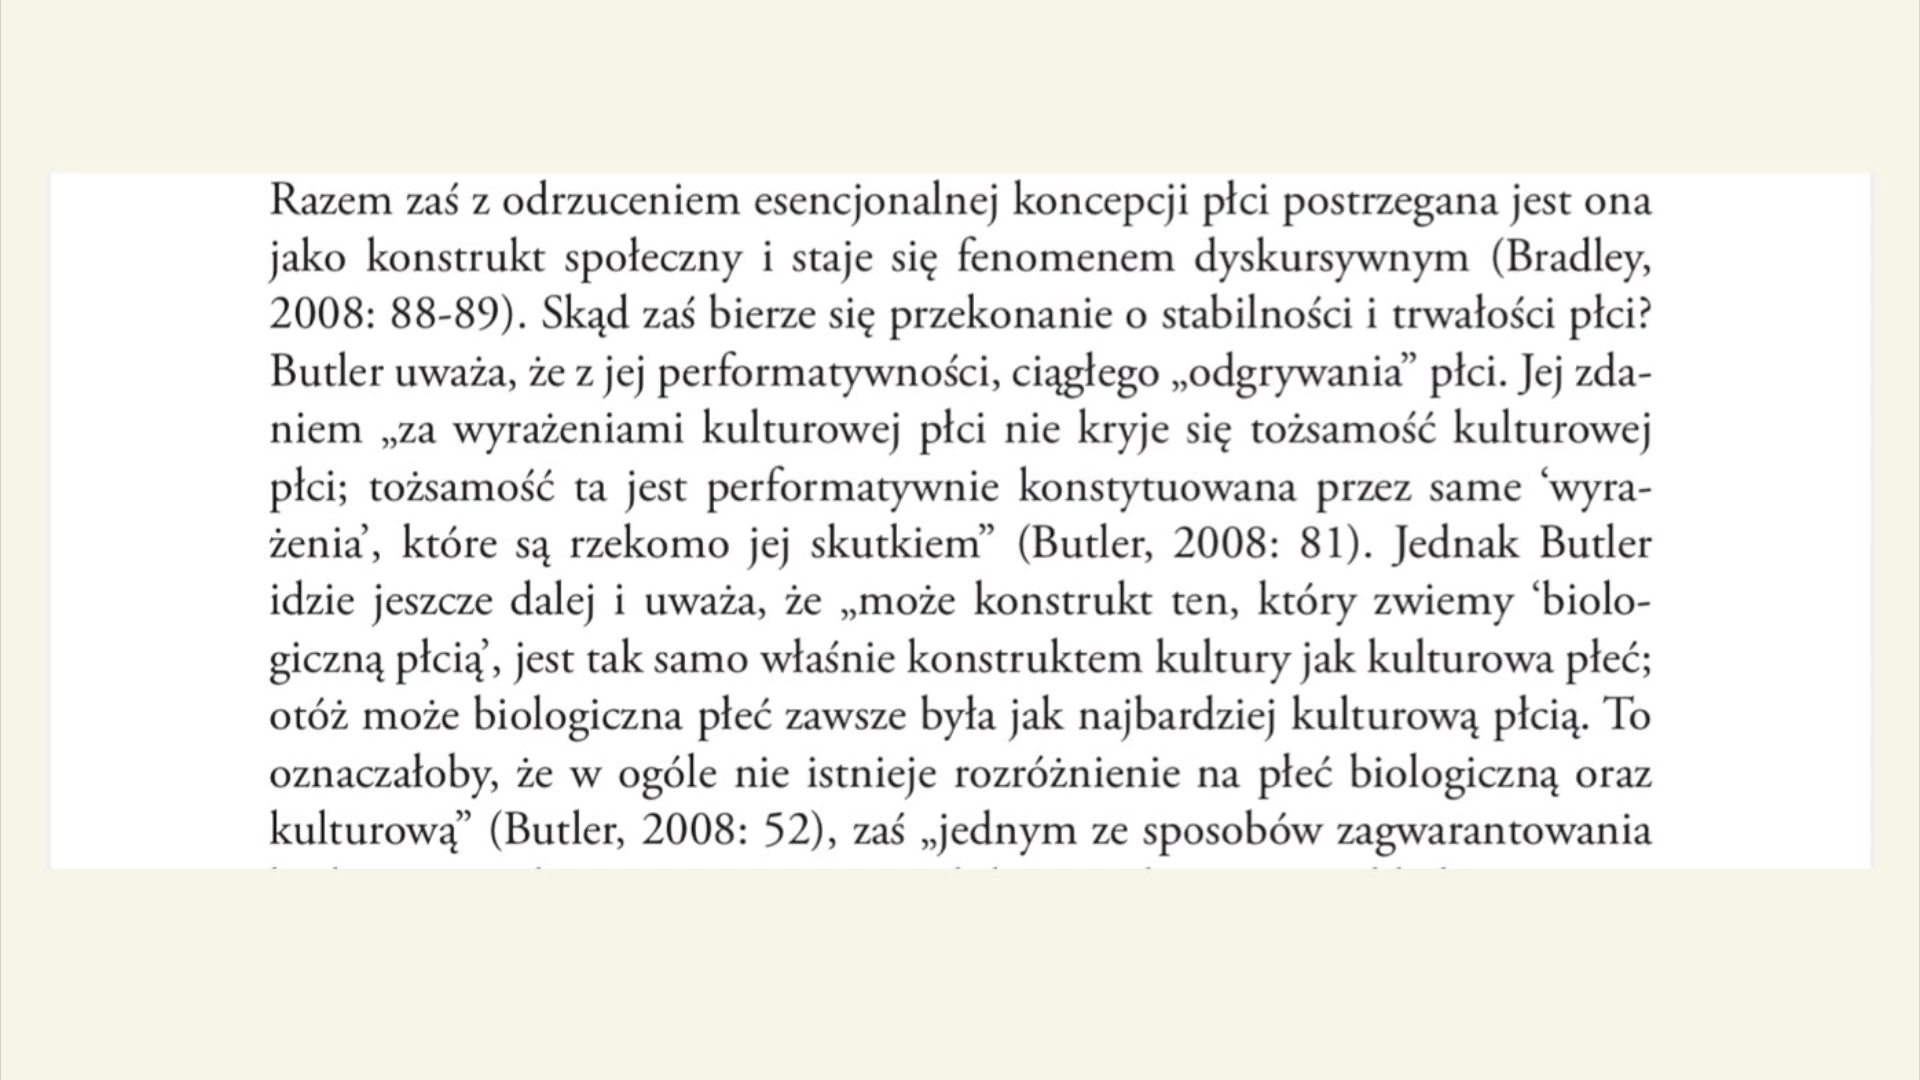 Razem zaś z odrzuceniem esencjonalnej koncepcji płci postrzegana jest ona
jako konstrukt społeczny i staje się fenomenem dyskursywnym (Bradley,
2008: 88-89). Skąd zaś bierze się przekonanie o stabilności i trwałości płci?
Butler uważa, że z jej performatywności, ciągłego „odgrywania” płci. Jej zda-
niem „za wyrażeniami kulturowej płci nie kryje się tożsamość kulturowej
płci; tożsamość ta jest performatywnie konstytuowana przez same ‘wyra-
żenia’, które są rzekomo jej skutkiem” (Butler, 2008: 81). Jednak Butler
idzie jeszcze dalej i uważa, że „może konstrukt ten, który zwiemy ‘biolo-
giczną płcią’, jest tak samo właśnie konstruktem kultury jak kulturowa płeć;
otóż może biologiczna płeć zawsze była jak najbardziej kulturową płcią. To
oznaczałoby, że w ogóle nie istnieje rozróżnienie na płeć biologiczną oraz
kulturową” (Butler, 2008: 52), zaś „jednym ze sposobów zagwarantowania